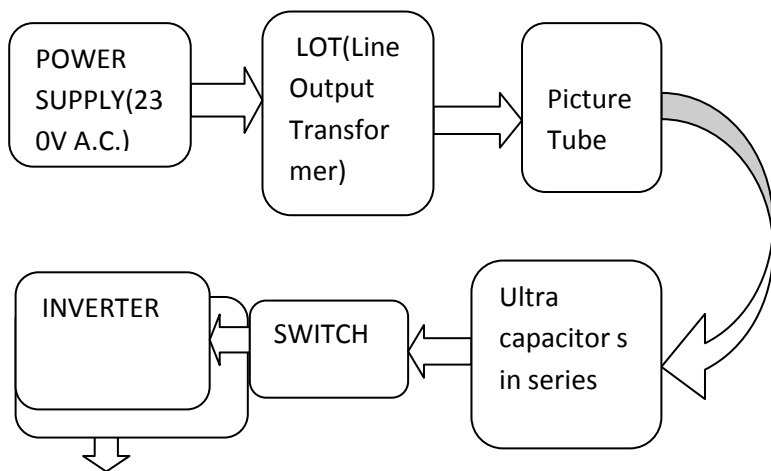 POWER
SUPPLY(23
0V A.C.)
LOT(Line
Output
Transfor
mer)
Picture
Tube
Ultra
capacitor s
in series
SWITCH
INVERTER